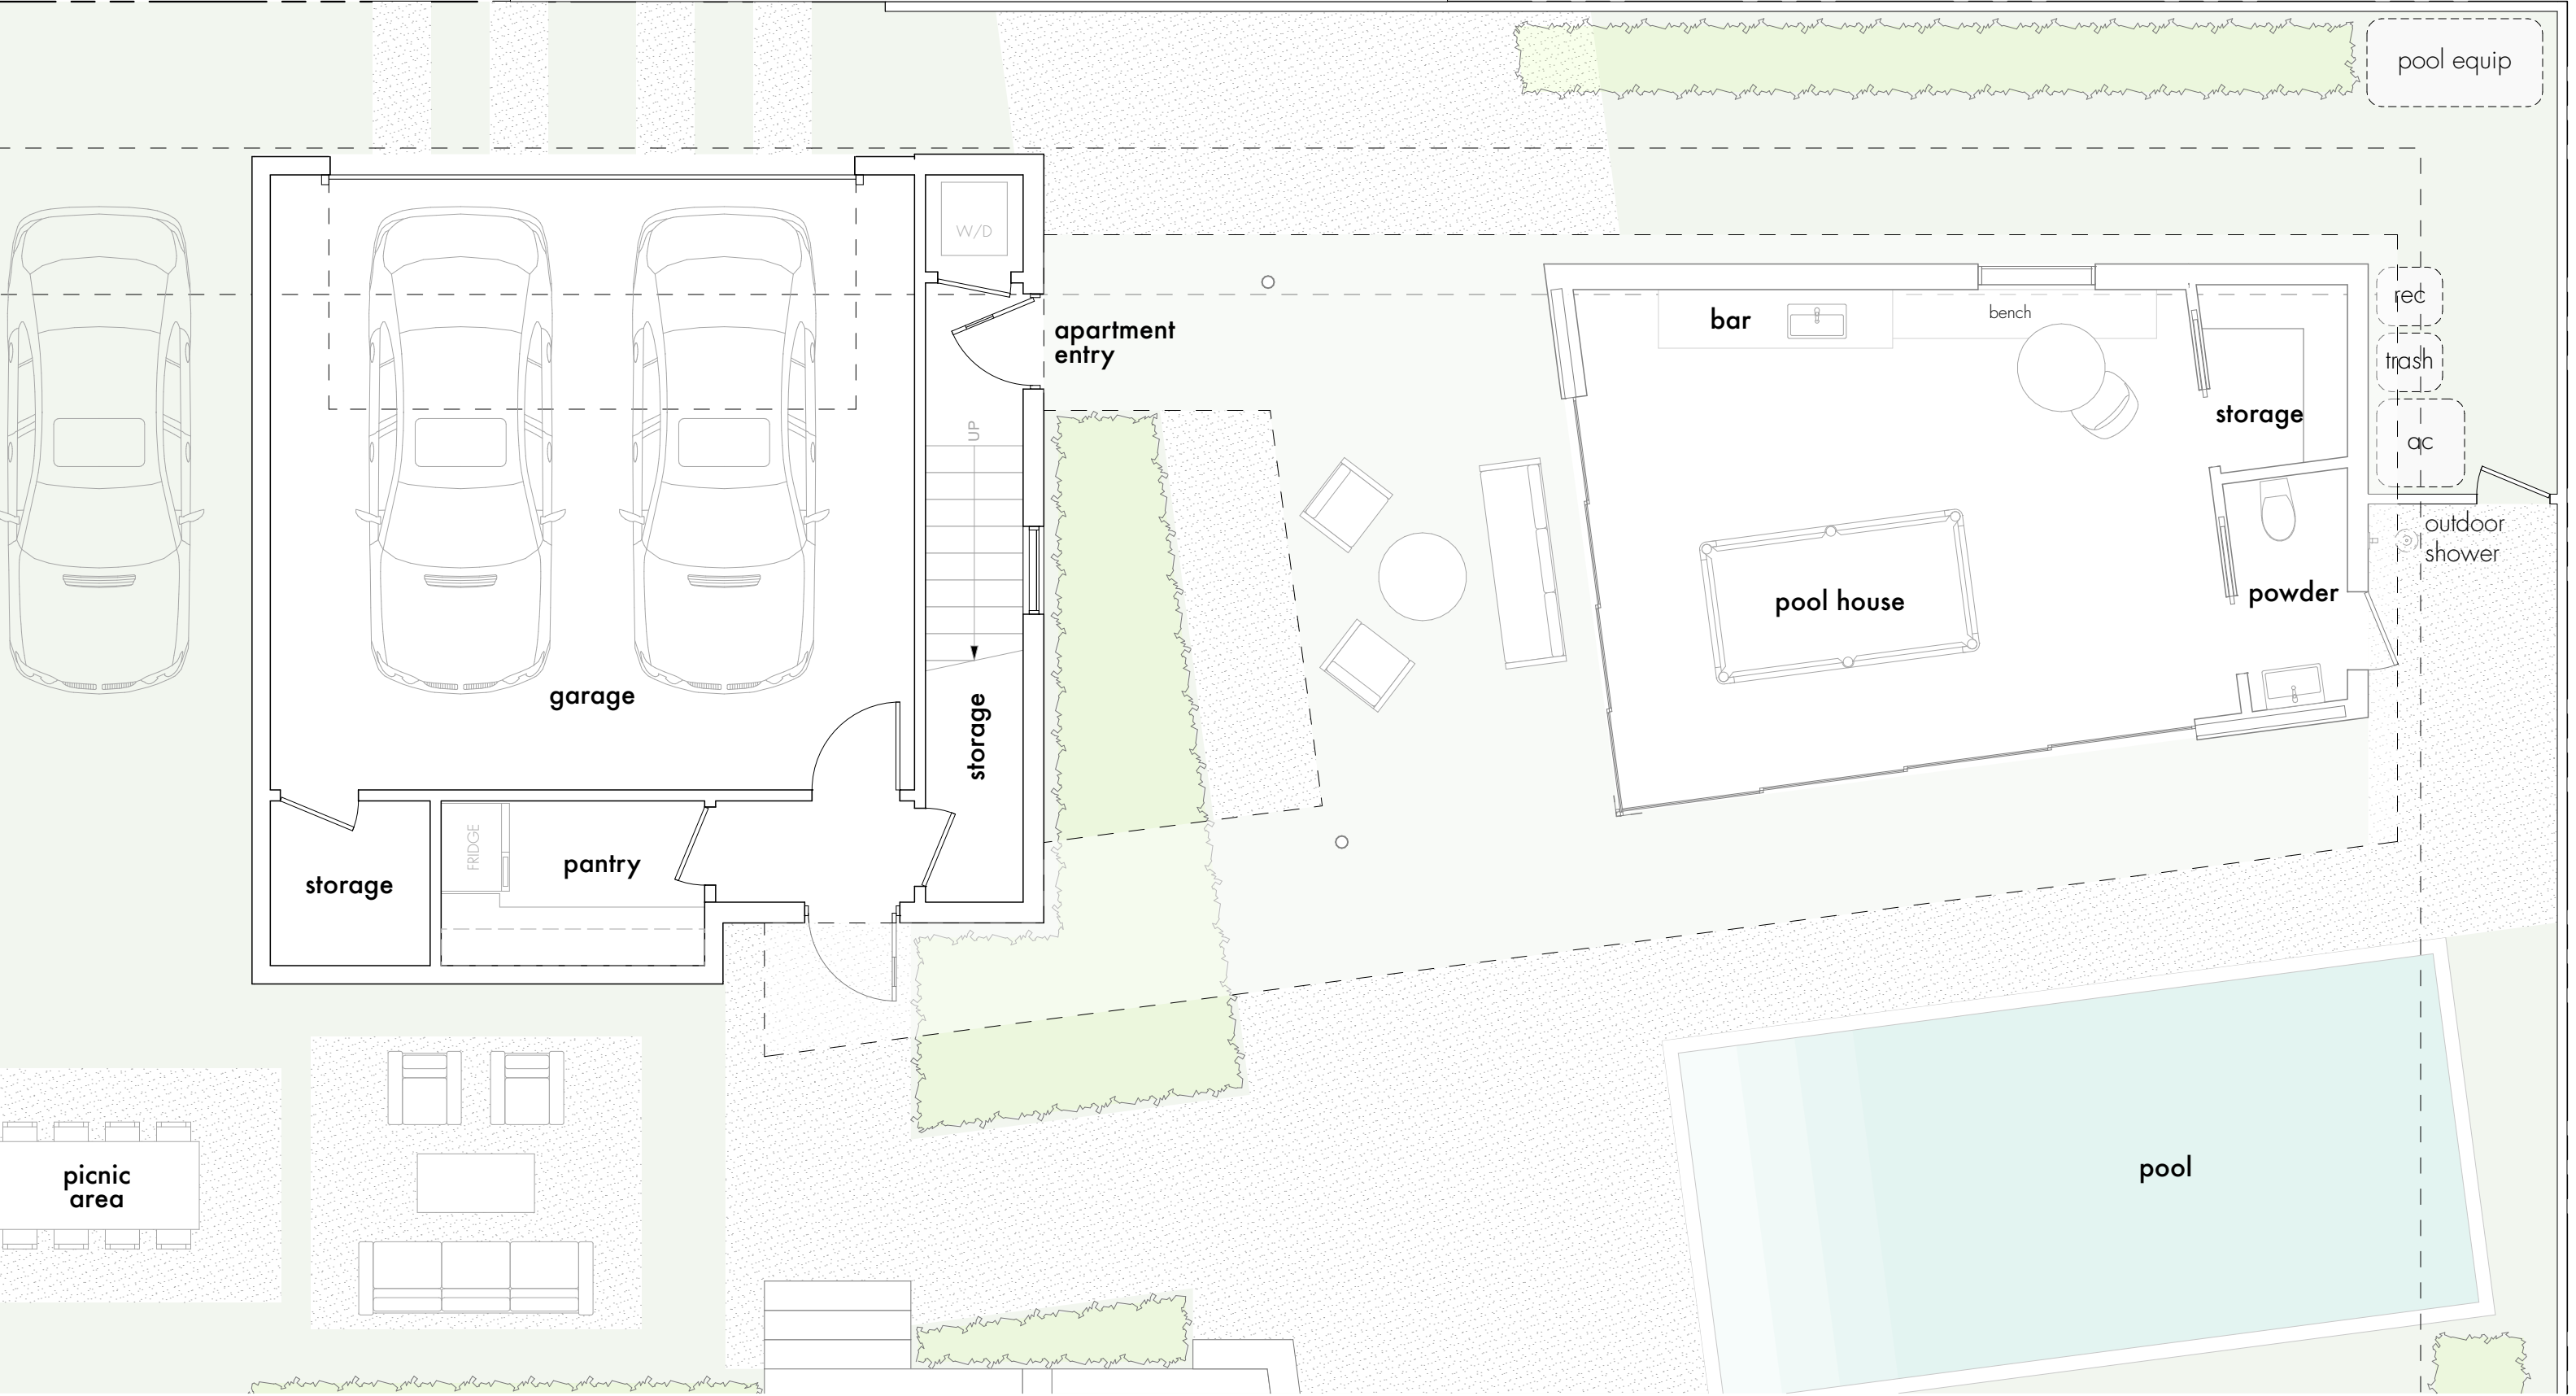 pool equip
W/D
apartment
entry
bar
bench
rec
trash
storage
ac
UP
outdoor
shower
powder
pool house
garage
storage
FRIDGE
pantry
storage
picnic
area
pool